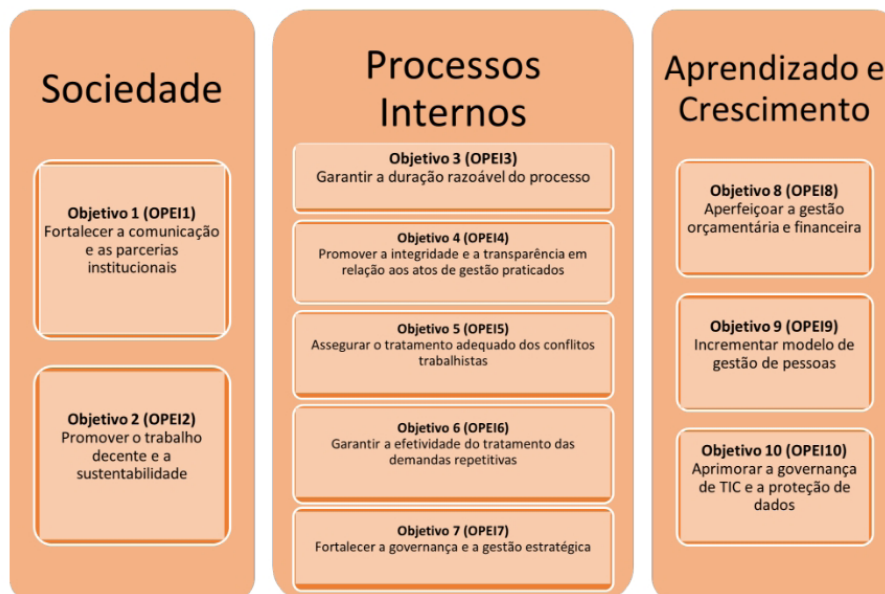 Sociedade
Objetivo 1 (OPEI1)
Fortalecer a comunicação
e as parcerias
institucionais
Objetivo 2 (OPEI2)
Promover o trabalho
decente e a
sustentabilidade
Processos
Internos
Objetivo 3 (OPEI3)
Garantir a duração razoável do processo
Objetivo 4 (OPEI4)
Promover a integridade e a transparência em
relação aos atos de gestão praticados
Objetivo 5 (OPEI5)
Assegurar o tratamento adequado dos conflitos
trabalhistas
Objetivo 6 (OPEI6)
Garantir a efetividade do tratamento das
demandas repetitivas
Objetivo 7 (OPEI7)
Fortalecer a governança e a gestão estratégica
Aprendizado e
Crescimento
Objetivo 8 (OPEI8)
Aperfeiçoar a gestão
orçamentária e financeira
Objetivo 9 (OPEI9)
Incrementar modelo de
gestão de pessoas
Objetivo 10 (OPEI10)
Aprimorar a governança
de TIC e a proteção de
dados